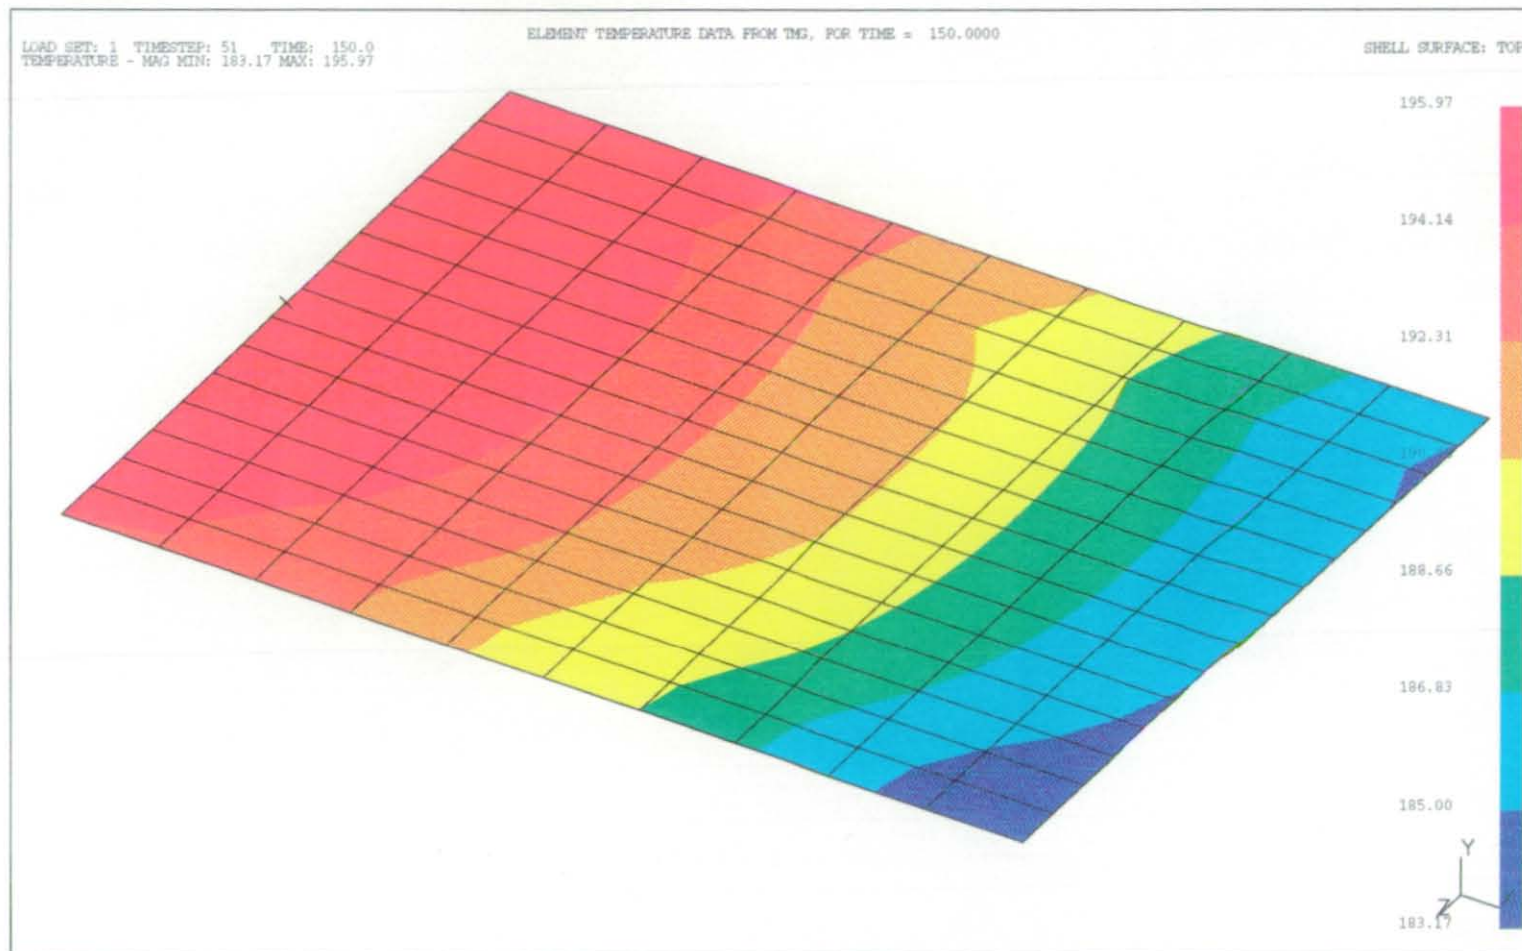 ELEMENT TEMPERATURE DATA FROM TMG, FOR TIME = 150.0000
LOAD SET: 1 TIMESTEP: 51 TIME: 150.0
TEMPERATURE - MAG MIN: 183.17 MAX: 195.97
SHELL SURFACE: TOP
195.97
194.14
192.31
188.66
186.83
185.00
183.17
Y
Z